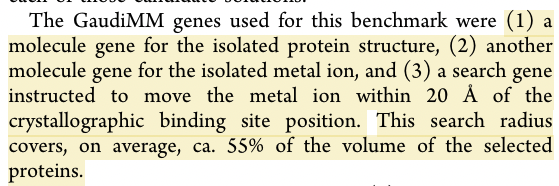 each of those candidate solutions.
The GaudiMM genes used for this benchmark were (1) a
molecule gene for the isolated protein structure, (2) another
molecule gene for the isolated metal ion, and (3) a search gene
instructed to move the metal ion within 20 Å of the
crystallographic binding site position. This search radius
covers, on average, ca. 55% of the volume of the selected
proteins.